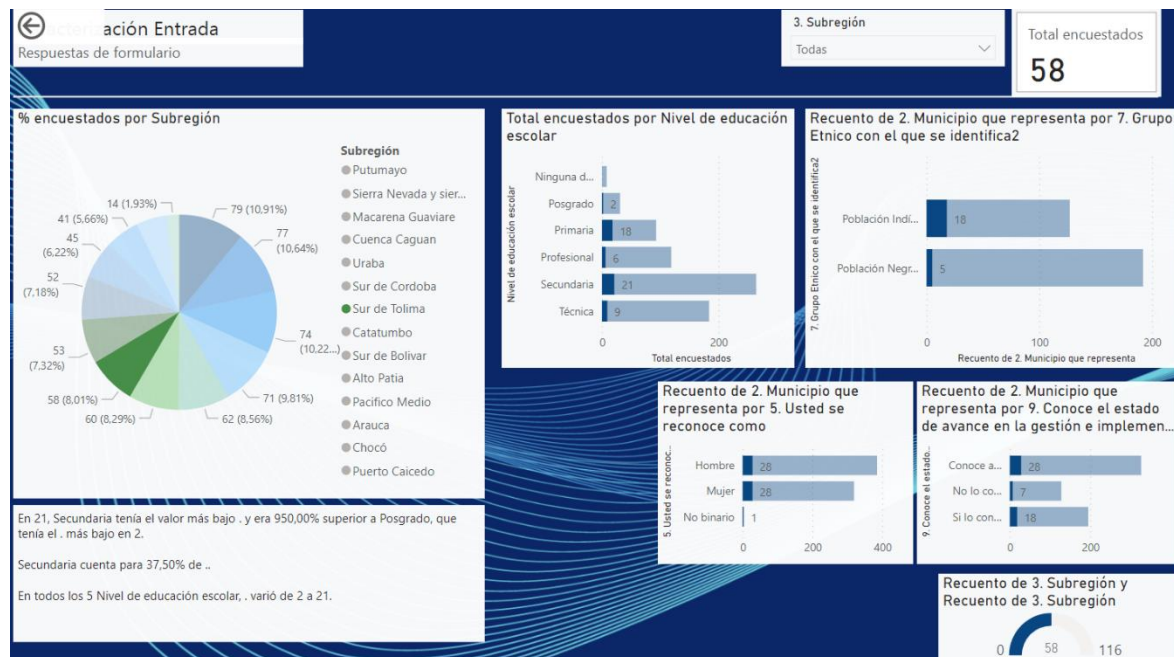 ación Entrada
Respuestas de formulario
3. Subregión
Todas
Total encuestados
58
% encuestados por Subregión
14 (1,93%)
41 (5,66%)
45
(6,22%)
52
(7,18%)
53
(7,32%)
58 (8,01%)
60 (8,29%)
62 (8,56%)
71 (9,81%)
74
(10,22...)
77
(10,64%)
79 (10,91%)
Subregión
Putumayo
Sierra Nevada y sier...
Macarena Guaviare
Cuenca Caguan
Uraba
Sur de Cordoba
Sur de Tolima
Catatumbo
Sur de Bolivar
Alto Patia
Pacifico Medio
Arauca
Chocó
Puerto Caicedo
Total encuestados por Nivel de educación
escolar
Nivel de educación escolar
Ninguna d...
Posgrado
2
Primaria
18
Profesional
6
Secundaria
21
Técnica
9
0
200
Total encuestados
Recuento de 2. Municipio que representa por 7. Grupo
Etnico con el que se identifica2
7. Grupo Etnico con el que se identifica2
Población Indí...
18
Población Negr...
5
0
100
200
Recuento de 2. Municipio que representa
Recuento de 2. Municipio que
representa por 5. Usted se
reconoce como
5. Usted se reconoc...
Hombre
28
Mujer
28
No binario
1
0
200
400
Recuento de 2. Municipio que
representa por 9. Conoce el estado
de avance en la gestión e implemen...
9. Conoce el estado...
Conoce a...
28
No lo co...
7
Si lo con...
18
0
200
En 21, Secundaria tenía el valor más bajo . y era 950,00% superior a Posgrado, que
tenía el . más bajo en 2.
Secundaria cuenta para 37,50% de ..
En todos los 5 Nivel de educación escolar, . varió de 2 a 21.
Recuento de 3. Subregión y
Recuento de 3. Subregión
0
58
116